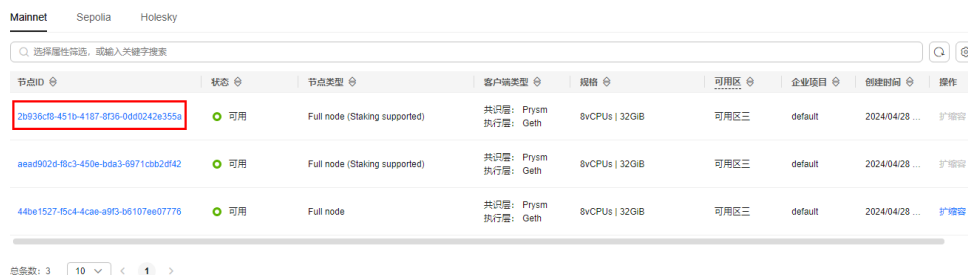 Mainnet Sepolia Holesky
选择属性筛选，或输入关键字搜索
节点ID 状态 节点类型 客户端类型 规格 可用区 企业项目 创建时间 操作
2b936cf8-451b-4187-8f36-0dd0242e355a 可用 Full node (Staking supported) 共识层： Prysm 8vCPUs | 32GiB 可用区三 default 2024/04/28 ... 扩缩容
执行层： Geth
aead902d-f8c3-450e-bda3-6971cbb2df42 可用 Full node (Staking supported) 共识层： Prysm 8vCPUs | 32GiB 可用区三 default 2024/04/28 ... 扩缩容
执行层： Geth
44be1527-f5c4-4cae-a9f3-b6107ee07776 可用 Full node 共识层： Prysm 8vCPUs | 32GiB 可用区三 default 2024/04/28 ... 扩缩容
执行层： Geth
总条数： 3 10 < 1 >